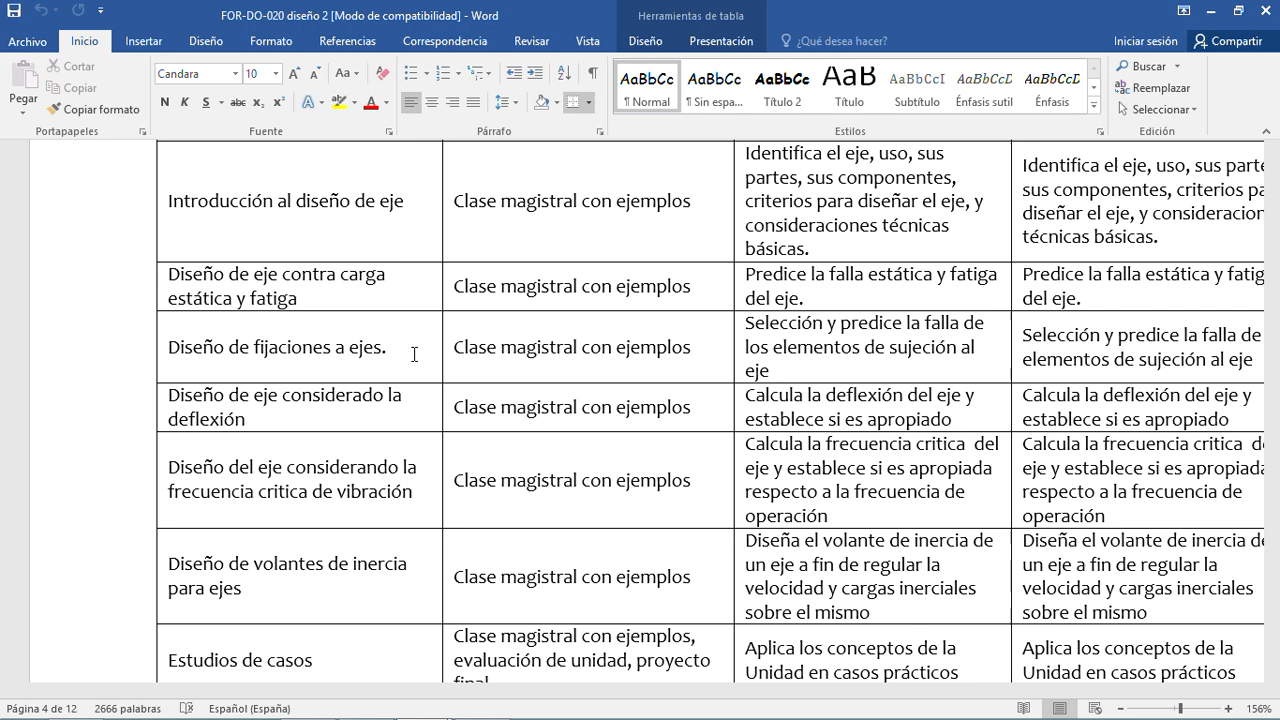 FOR-DO-020 diseño 2 [Modo de compatibilidad] - Word
Herramientas de tabla
Archivo
Inicio
Insertar
Diseño
Formato
Referencias
Correspondencia
Revisar
Vista
Diseño
Presentación
¿Qué desea hacer?
Iniciar sesión
Compartir
Pegar
Cortar
Copiar
Copiar formato
Portapapeles
Candara
10
Aa
N K S abc x₂ x²
A
Fuente
Párrafo
AaBbCc
¶ Normal
AaBbCc
¶ Sin espa...
AaBbCc
Título 2
AaB
Título
AaBbCcI
Subtítulo
AaBbCc
Énfasis sutil
AaBbCc
Énfasis
Estilos
Buscar
Reemplazar
Seleccionar
Edición
Introducción al diseño de eje
Clase magistral con ejemplos
Identifica el eje, uso, sus
partes, sus componentes,
criterios para diseñar el eje, y
consideraciones técnicas
básicas.
Identifica el eje, uso, sus parte
sus componentes, criterios pa
diseñar el eje, y consideracion
técnicas básicas.
Diseño de eje contra carga
estática y fatiga
Clase magistral con ejemplos
Predice la falla estática y fatiga
del eje.
Predice la falla estática y fatig
del eje.
Diseño de fijaciones a ejes.
Clase magistral con ejemplos
Selección y predice la falla de
los elementos de sujeción al
eje
Selección y predice la falla de
elementos de sujeción al eje
Diseño de eje considerado la
deflexión
Clase magistral con ejemplos
Calcula la deflexión del eje y
establece si es apropiado
Calcula la deflexión del eje y
establece si es apropiado
Diseño del eje considerando la
frecuencia critica de vibración
Clase magistral con ejemplos
Calcula la frecuencia critica del
eje y establece si es apropiada
respecto a la frecuencia de
operación
Calcula la frecuencia critica de
eje y establece si es apropiada
respecto a la frecuencia de
operación
Diseño de volantes de inercia
para ejes
Clase magistral con ejemplos
Diseña el volante de inercia de
un eje a fin de regular la
velocidad y cargas inerciales
sobre el mismo
Diseña el volante de inercia de
un eje a fin de regular la
velocidad y cargas inerciales
sobre el mismo
Estudios de casos
Clase magistral con ejemplos,
evaluación de unidad, proyecto
final
Aplica los conceptos de la
Unidad en casos prácticos
Aplica los conceptos de la
Unidad en casos prácticos
Página 4 de 12
2666 palabras
Español (España)
156%